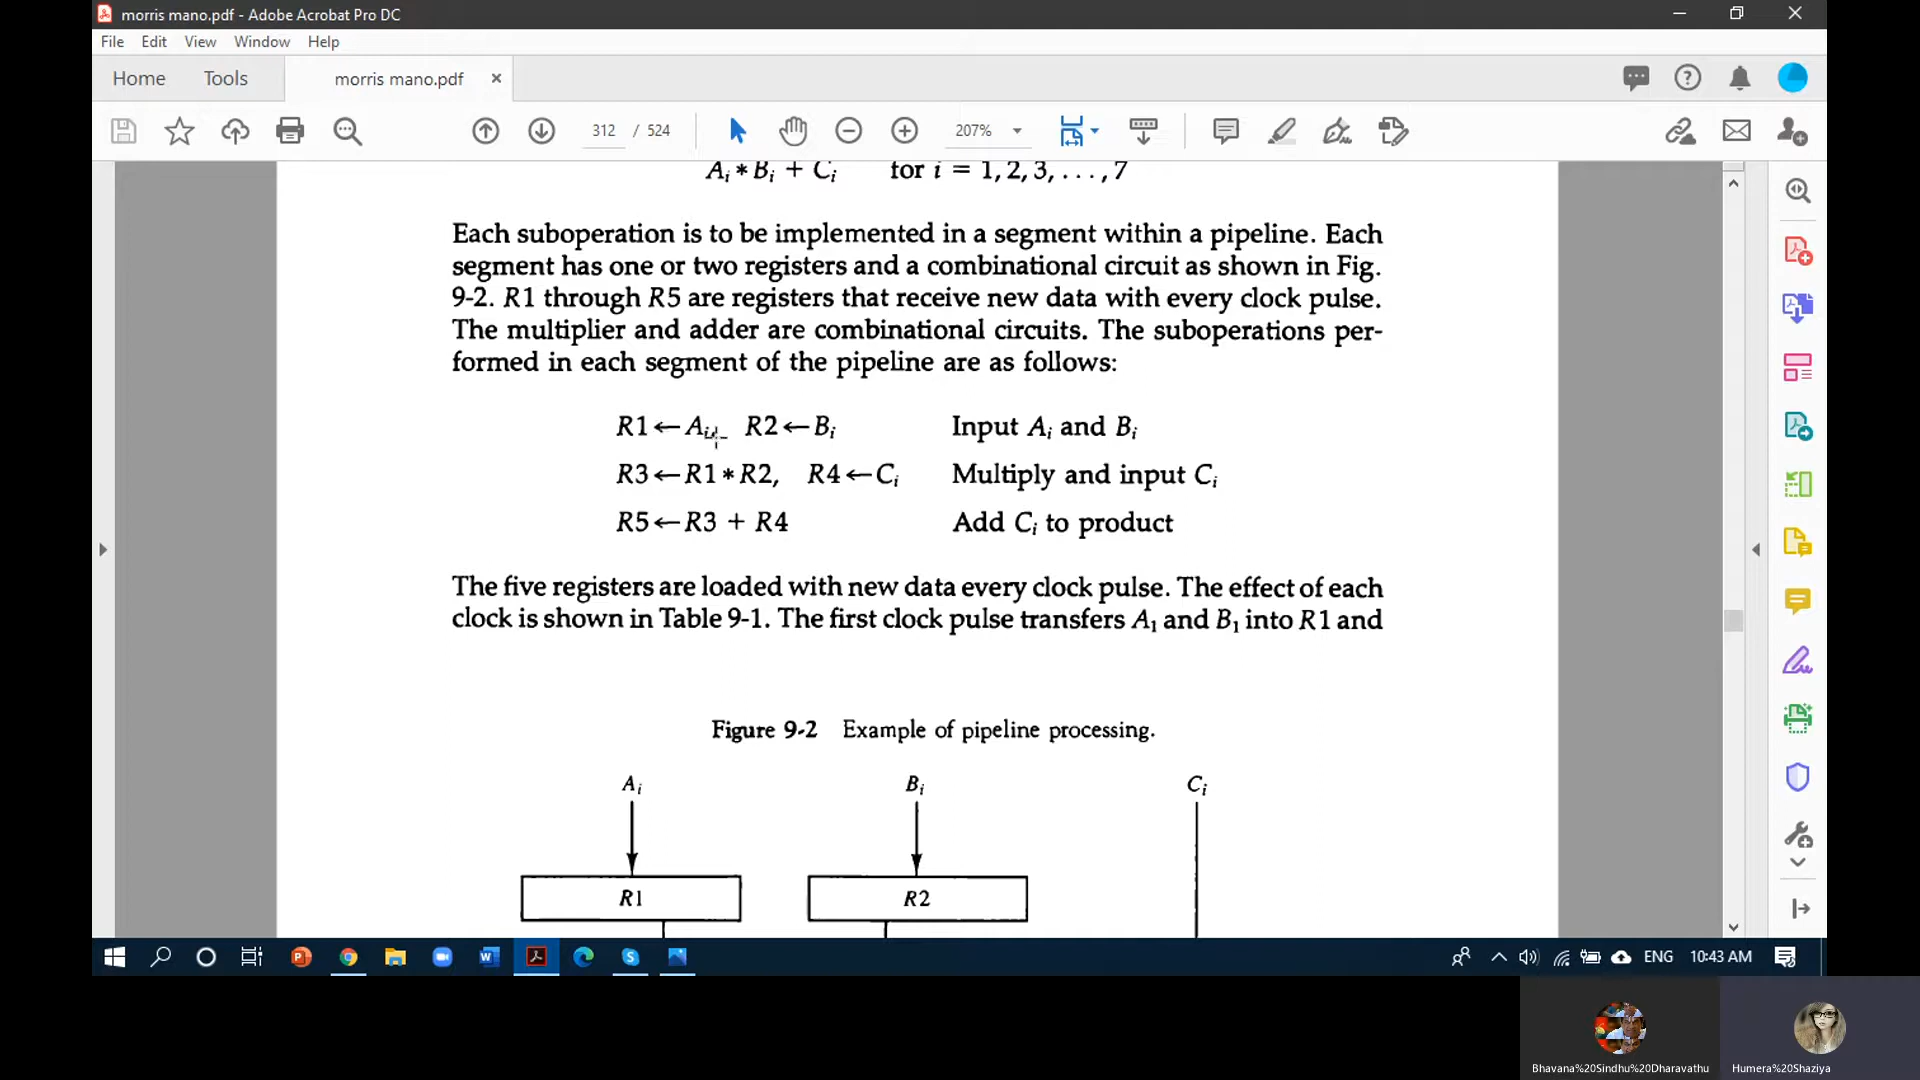 morris mano.pdf - Adobe Acrobat Pro DC
File Edit View Window Help
Home Tools morris mano.pdf ×
312 / 524 207%
Ai * Bi + Ci for i = 1, 2, 3, . . . , 7
Each suboperation is to be implemented in a segment within a pipeline. Each
segment has one or two registers and a combinational circuit as shown in Fig.
9-2. R1 through R5 are registers that receive new data with every clock pulse.
The multiplier and adder are combinational circuits. The suboperations per-
formed in each segment of the pipeline are as follows:
R1 ← Ai, R2 ← Bi Input Ai and Bi
R3 ← R1 * R2, R4 ← Ci Multiply and input Ci
R5 ← R3 + R4 Add Ci to product
The five registers are loaded with new data every clock pulse. The effect of each
clock is shown in Table 9-1. The first clock pulse transfers A1 and B1 into R1 and
Figure 9-2 Example of pipeline processing.
Ai Bi Ci
R1 R2
ENG 10:43 AM
Bhavana%20Sindhu%20Dharavathu Humera%20Shaziya